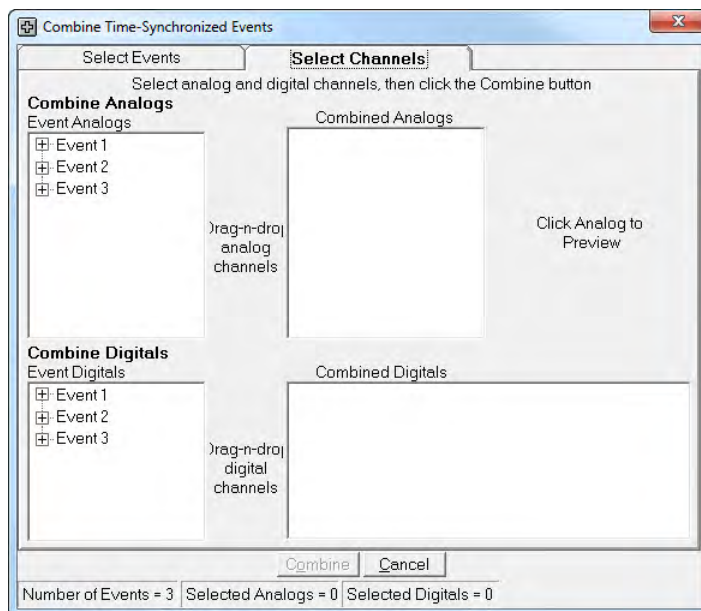 Combine Time-Synchronized Events
Select Events
Select Channels
Select analog and digital channels, then click the Combine button
Combine Analogs
Event Analogs
Event 1
Event 2
Event 3
)rag-n-dro
analog
channels
Combined Analogs
Click Analog to
Preview
Combine Digitals
Event Digitals
Event 1
Event 2
Event 3
)rag-n-dro
digital
channels
Combined Digitals
Combine
Cancel
Number of Events = 3
Selected Analogs = 0
Selected Digitals = 0